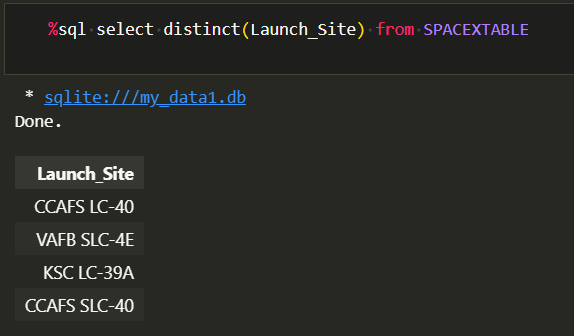 %sql select distinct(Launch_Site) from SPACEXTABLE
* sqlite:///my_data1.db
Done.
Launch_Site
CCAFS LC-40
VAFB SLC-4E
KSC LC-39A
CCAFS SLC-40